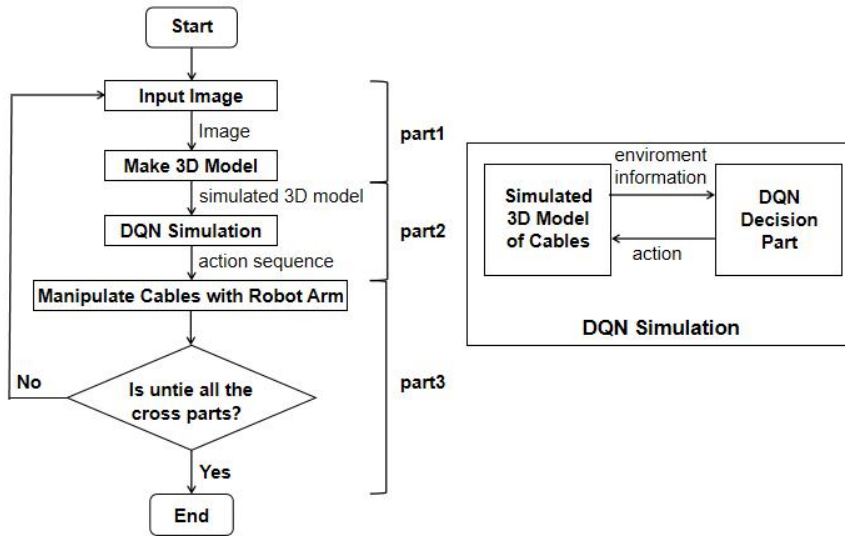 Start
Input Image
Image
part1
Make 3D Model
simulated 3D model
DQN Simulation
part2
action sequence
Manipulate Cables with Robot Arm
No
Is untie all the
cross parts?
part3
Yes
End
enviroment
information
Simulated
3D Model
of Cables
DQN
Decision
Part
action
DQN Simulation